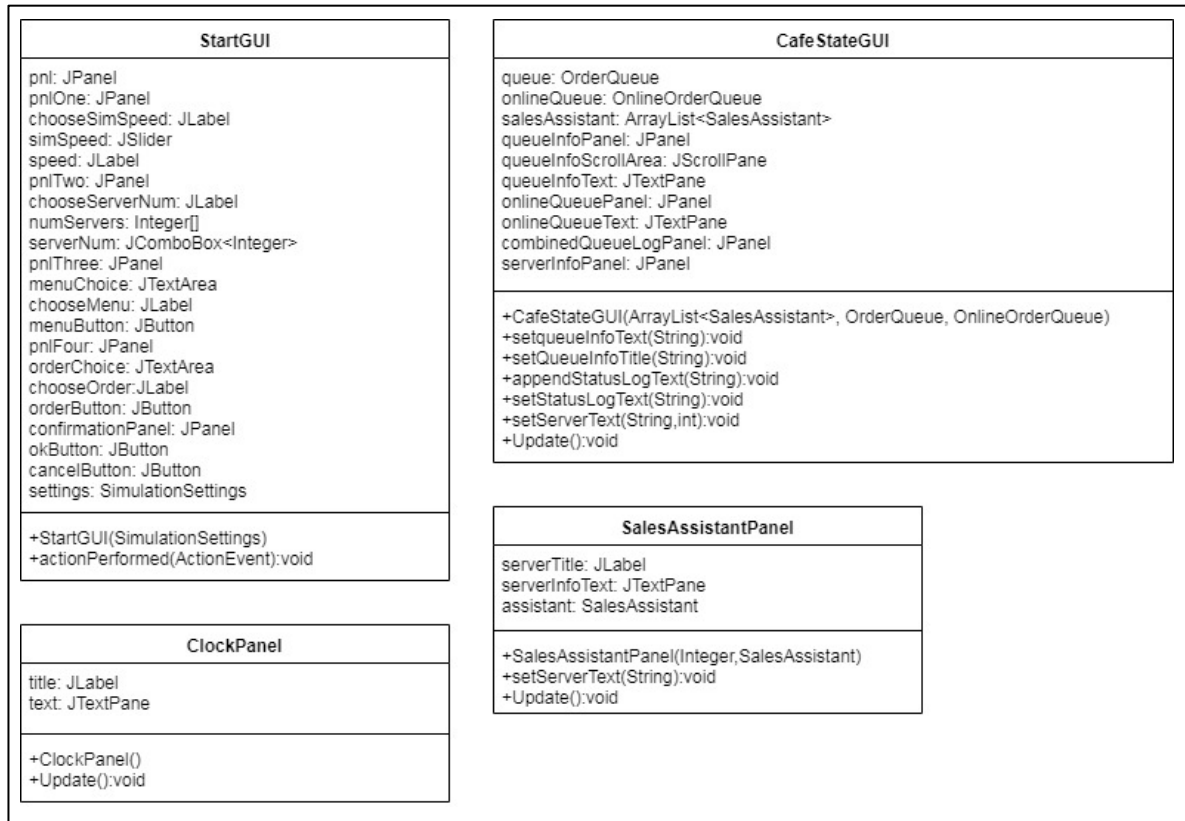 StartGUI
pnl: JPanel
pnlOne: JPanel
chooseSimSpeed: JLabel
simSpeed: JSlider
speed: JLabel
pnlTwo: JPanel
chooseServerNum: JLabel
numServers: Integer[]
serverNum: JComboBox<Integer>
pnlThree: JPanel
menuChoice: JTextArea
chooseMenu: JLabel
menuButton: JButton
pnlFour: JPanel
orderChoice: JTextArea
chooseOrder:JLabel
orderButton: JButton
confirmationPanel: JPanel
okButton: JButton
cancelButton: JButton
settings: SimulationSettings
+StartGUI(SimulationSettings)
+actionPerformed(ActionEvent):void
CafeStateGUI
queue: OrderQueue
onlineQueue: OnlineOrderQueue
salesAssistant: ArrayList<SalesAssistant>
queueInfoPanel: JPanel
queueInfoScrollArea: JScrollPane
queueInfoText: JTextPane
onlineQueuePanel: JPanel
onlineQueueText: JTextPane
combinedQueueLogPanel: JPanel
serverInfoPanel: JPanel
+CafeStateGUI(ArrayList<SalesAssistant>, OrderQueue, OnlineOrderQueue)
+setqueueInfoText(String):void
+setQueueInfoTitle(String):void
+appendStatusLogText(String):void
+setStatusLogText(String):void
+setServerText(String,int):void
+Update():void
SalesAssistantPanel
serverTitle: JLabel
serverInfoText: JTextPane
assistant: SalesAssistant
+SalesAssistantPanel(Integer,SalesAssistant)
+setServerText(String):void
+Update():void
ClockPanel
title: JLabel
text: JTextPane
+ClockPanel()
+Update():void